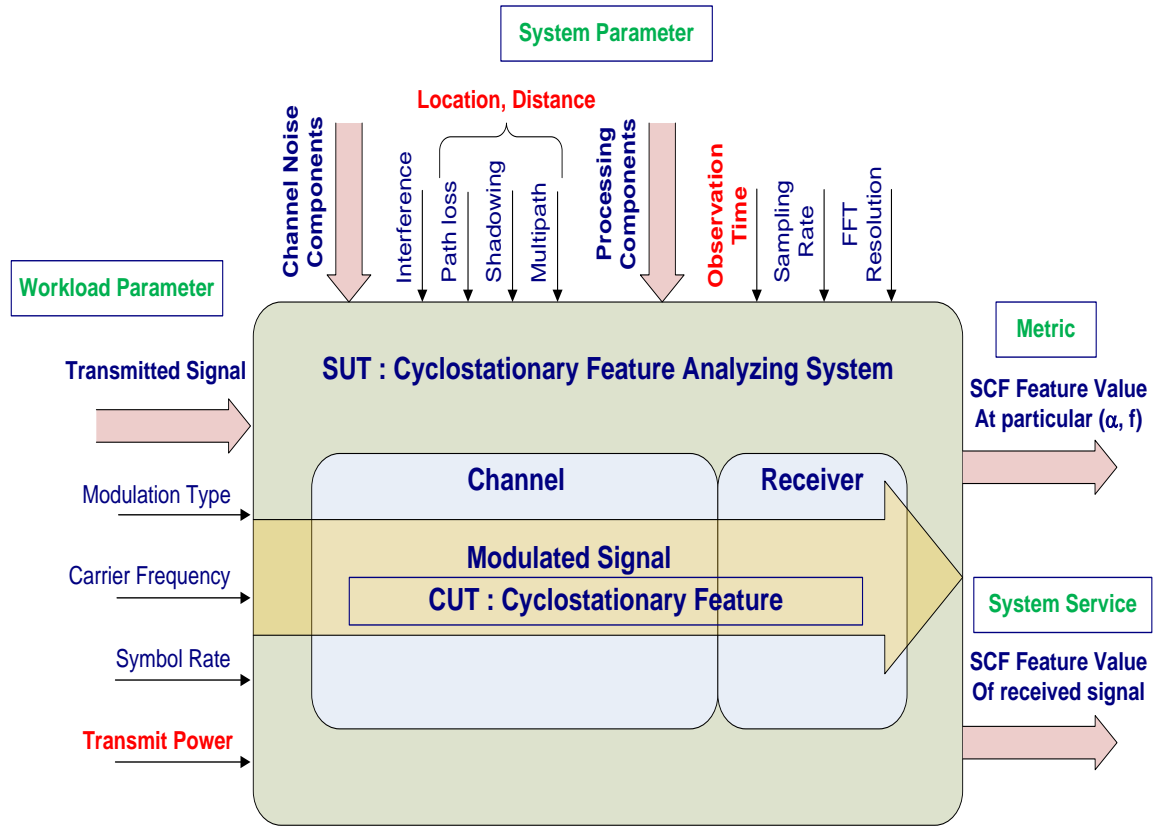 System Parameter
Location, Distance
Channel Noise
Components
Interference
Path loss
Shadowing
Multipath
Processing
Components
Observation
Time
Sampling
Rate
FFT
Resolution
Workload Parameter
Transmitted Signal
Modulation Type
Carrier Frequency
Symbol Rate
Transmit Power
SUT : Cyclostationary Feature Analyzing System
Channel
Receiver
Modulated Signal
CUT : Cyclostationary Feature
Metric
SCF Feature Value
At particular (α, f)
System Service
SCF Feature Value
Of received signal